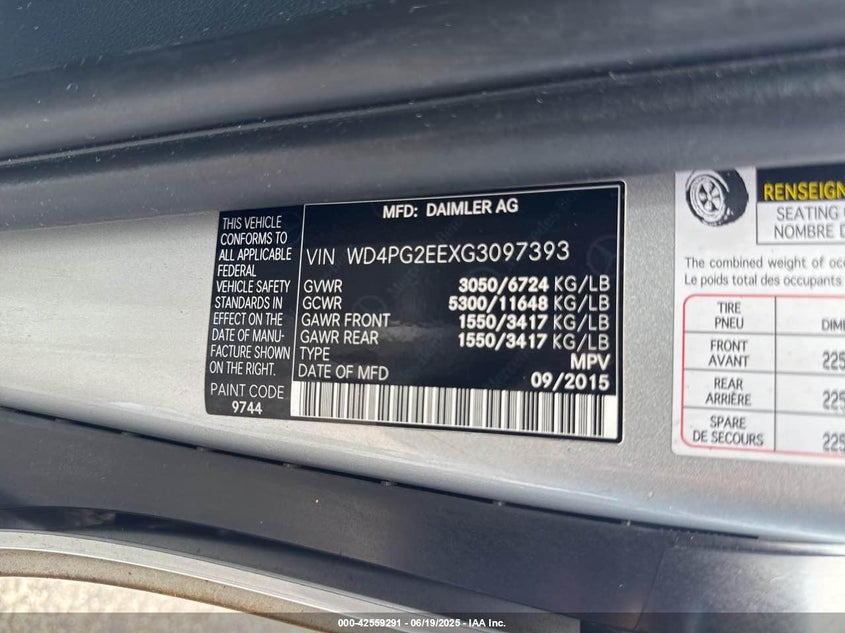 MFD: DAIMLER AG
THIS VEHICLE
CONFORMS TO
ALL APPLICABLE
FEDERAL
VEHICLE SAFETY
STANDARDS IN
EFFECT ON THE
DATE OF MANU-
FACTURE SHOWN
ON THE RIGHT.
PAINT CODE
9744
VIN WD4PG2EEXG3097393
GVWR 3050/6724 KG/LB
GCWR 5300/11648 KG/LB
GAWR FRONT 1550/3417 KG/LB
GAWR REAR 1550/3417 KG/LB
TYPE MPV
DATE OF MFD 09/2015
RENSEIGN
SEATING
NOMBRE D
The combined weight of occ
Le poids total des occupants
TIRE
PNEU
DIM
FRONT
AVANT
225
REAR
ARRIÈRE
225
SPARE
DE SECOURS
225
000-42559291 - 06/19/2025 - IAA Inc.